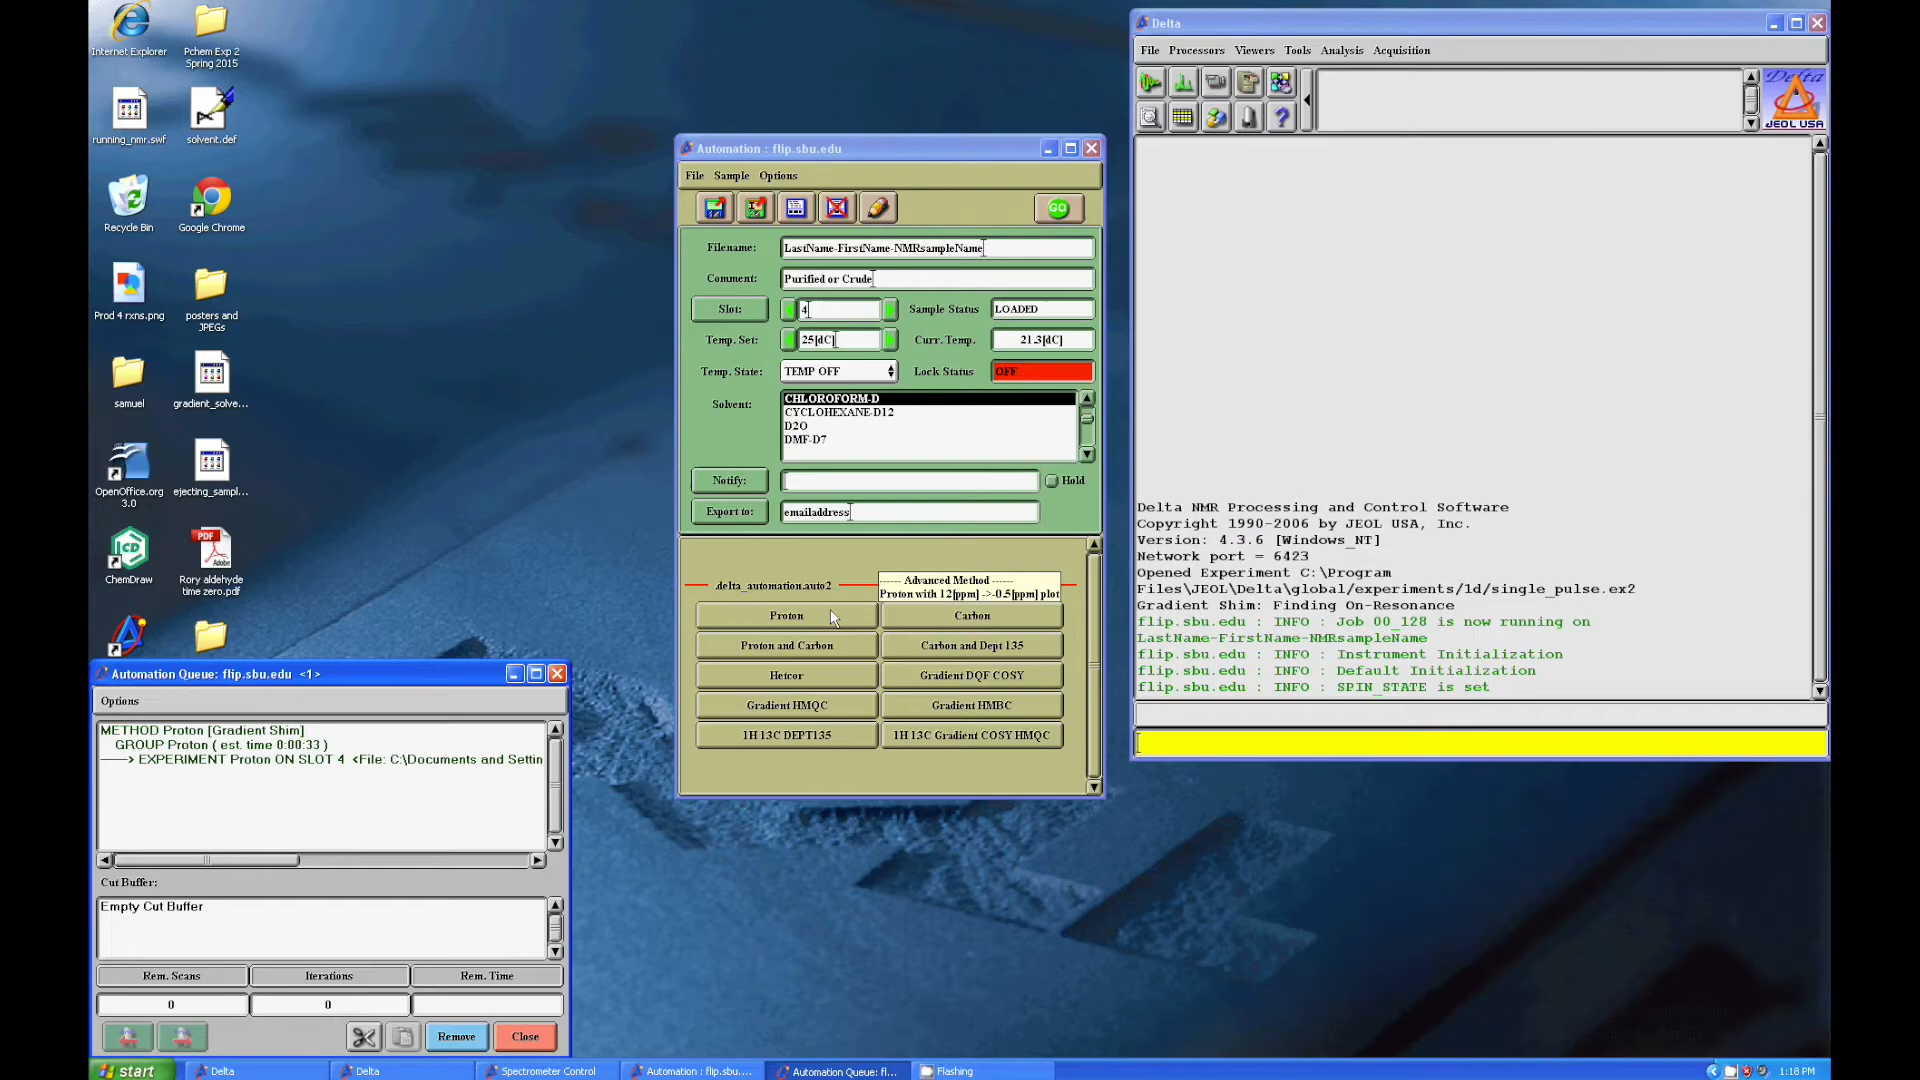 Internet Explorer
Pchem Exp 2
Spring 2015
running_nmr.swf
solvent.def
Recycle Bin
Google Chrome
Prod 4 rxns.png
posters and
JPEGs
samuel
gradient_solve...
OpenOffice.org
3.0
ejecting_sampl...
ChemDraw
PDF
Adobe
Rory aldehyde
time zero.pdf
Automation : flip.sbu.edu
File Sample Options
GO
Filename: LastName-FirstName-NMRsampleName
Comment: Purified or Crude
Slot: 4 Sample Status LOADED
Temp. Set: 25[dC] Curr. Temp. 21.3[dC]
Temp. State: TEMP OFF Lock Status OFF
Solvent: CHLOROFORM-D
CYCLOHEXANE-D12
D2O
DMF-D7
Notify: Hold
Export to: emailaddress
.delta_automation.auto2
------ Advanced Method ------
Proton with 12[ppm] ->-0.5[ppm] plot
Proton Carbon
Proton and Carbon Carbon and Dept 135
Hetcor Gradient DQF COSY
Gradient HMQC Gradient HMBC
1H 13C DEPT135 1H 13C Gradient COSY HMQC
Delta
File Processors Viewers Tools Analysis Acquisition
Delta
JEOL USA
Delta NMR Processing and Control Software
Copyright 1990-2006 by JEOL USA, Inc.
Version: 4.3.6 [Windows_NT]
Network port = 6423
Opened Experiment C:\Program
Files\JEOL\Delta\global/experiments/1d/single_pulse.ex2
Gradient Shim: Finding On-Resonance
flip.sbu.edu : INFO : Job 00_128 is now running on
LastName-FirstName-NMRsampleName
flip.sbu.edu : INFO : Instrument Initialization
flip.sbu.edu : INFO : Default Initialization
flip.sbu.edu : INFO : SPIN_STATE is set
Automation Queue: flip.sbu.edu <1>
Options
METHOD Proton [Gradient Shim]
GROUP Proton ( est. time 0:00:33 )
----> EXPERIMENT Proton ON SLOT 4 <File: C:\Documents and Settin
Cut Buffer:
Empty Cut Buffer
Rem. Scans Iterations Rem. Time
0 0
Remove Close
start Delta Delta Spectrometer Control Automation : flip.sbu.... Automation Queue: fl... Flashing 1:18 PM